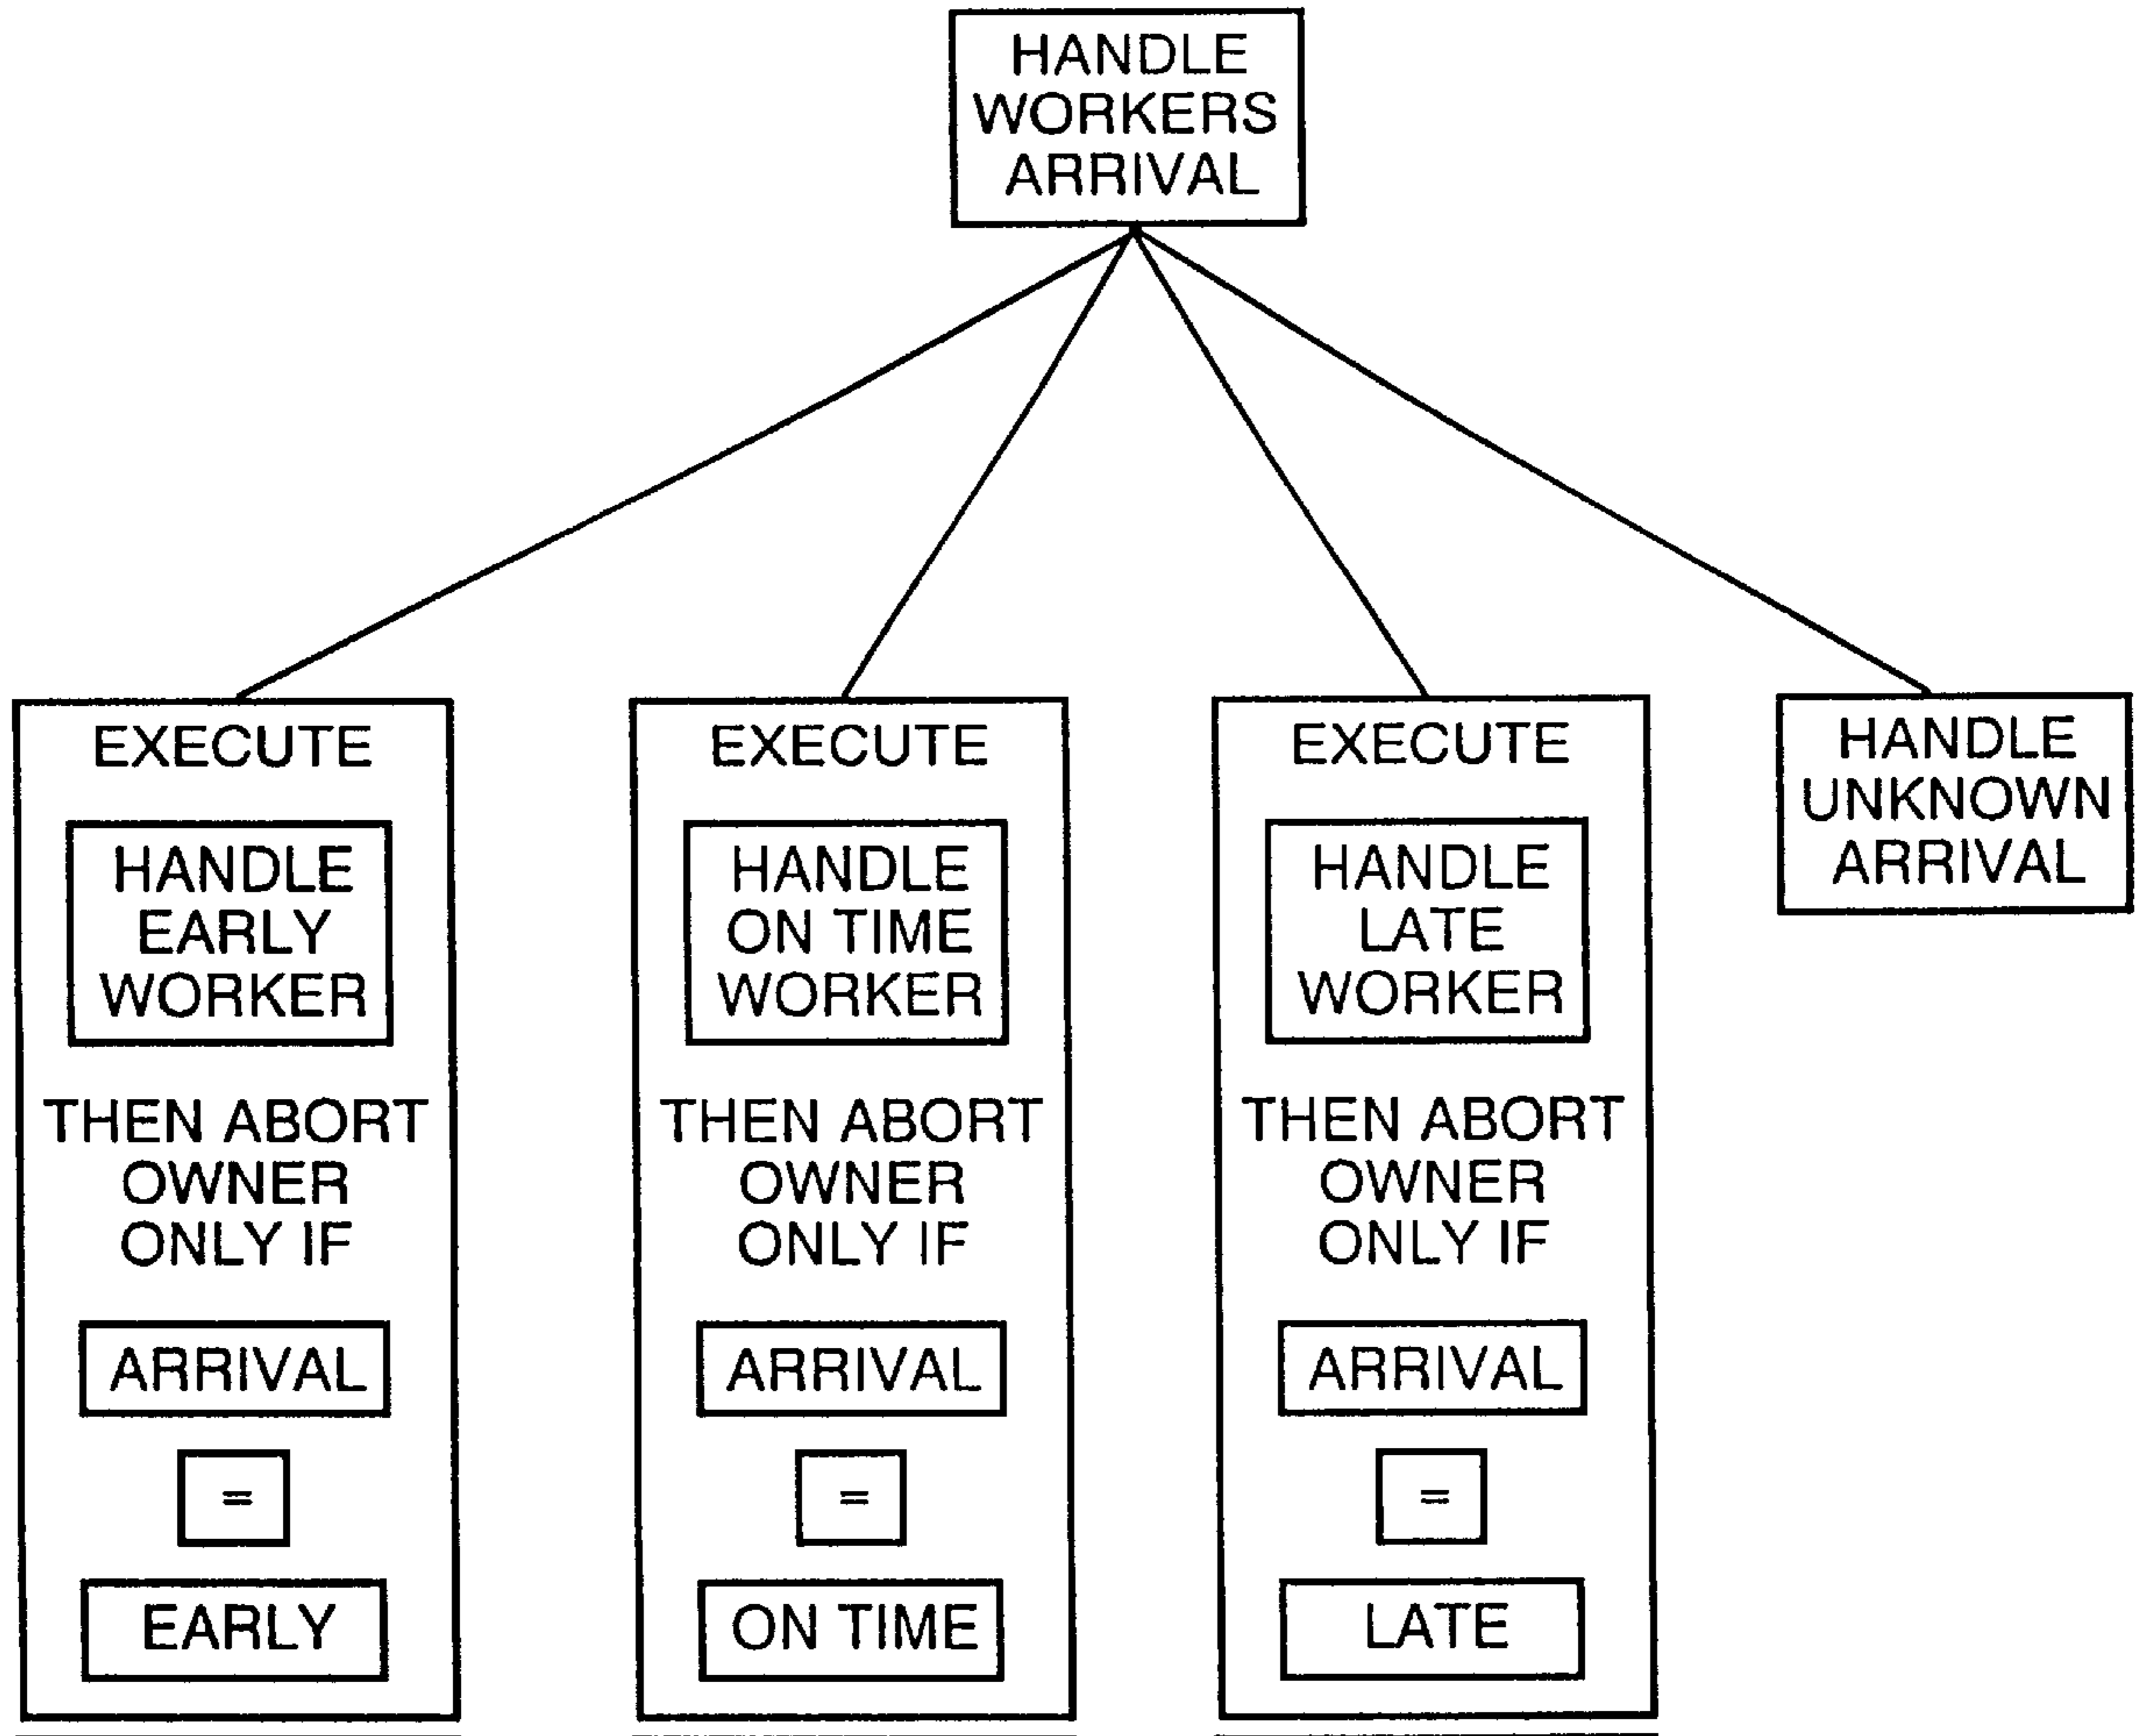 HANDLE
WORKERS
ARRIVAL
EXECUTE
HANDLE
EARLY
WORKER
THEN ABORT
OWNER
ONLY IF
ARRIVAL
=
EARLY
EXECUTE
HANDLE
ON TIME
WORKER
THEN ABORT
OWNER
ONLY IF
ARRIVAL
=
ON TIME
EXECUTE
HANDLE
LATE
WORKER
THEN ABORT
OWNER
ONLY IF
ARRIVAL
=
LATE
HANDLE
UNKNOWN
ARRIVAL